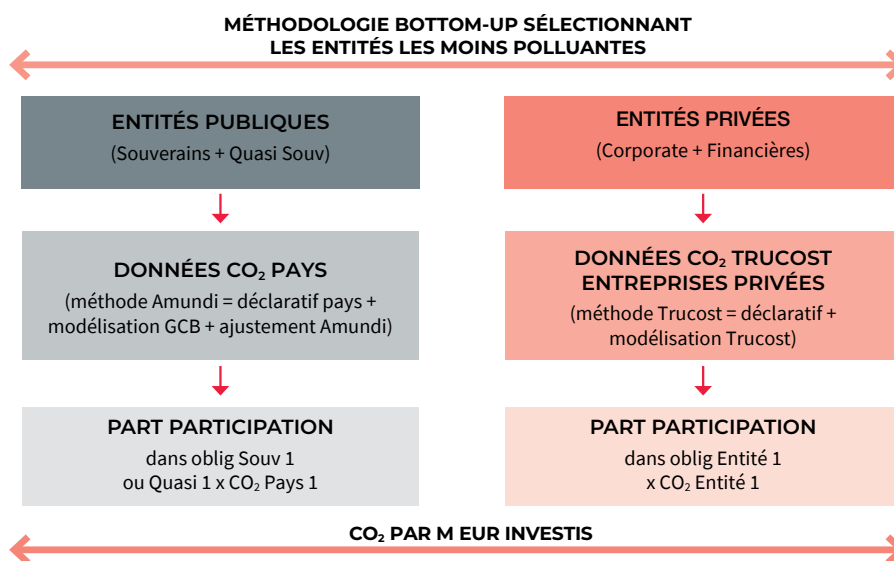 MÉTHODOLOGIE BOTTOM-UP SÉLECTIONNANT
LES ENTITÉS LES MOINS POLLUANTES
ENTITÉS PUBLIQUES
(Souverains + Quasi Souv)
DONNÉES CO₂ PAYS
(méthode Amundi = déclaratif pays +
modélisation GCB + ajustement Amundi)
PART PARTICIPATION
dans oblig Souv 1
ou Quasi 1 x CO₂ Pays 1
ENTITÉS PRIVÉES
(Corporate + Financières)
DONNÉES CO₂ TRUCOST
ENTREPRISES PRIVÉES
(méthode Trucost = déclaratif +
modélisation Trucost)
PART PARTICIPATION
dans oblig Entité 1
x CO₂ Entité 1
CO₂ PAR M EUR INVESTIS